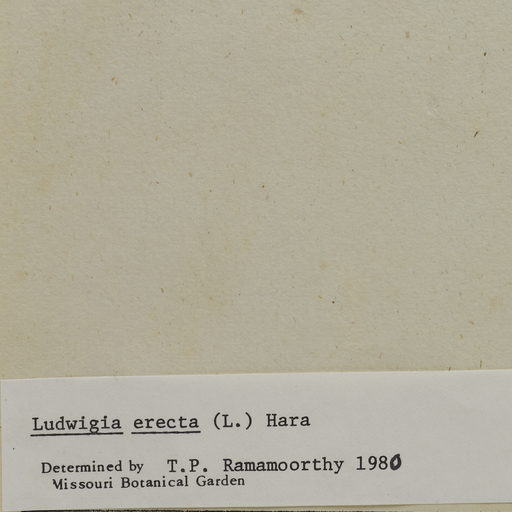 Ludwigia erecta (L.) Hara
Determined by T.P. Ramamoorthy 1980
Missouri Botanical Garden